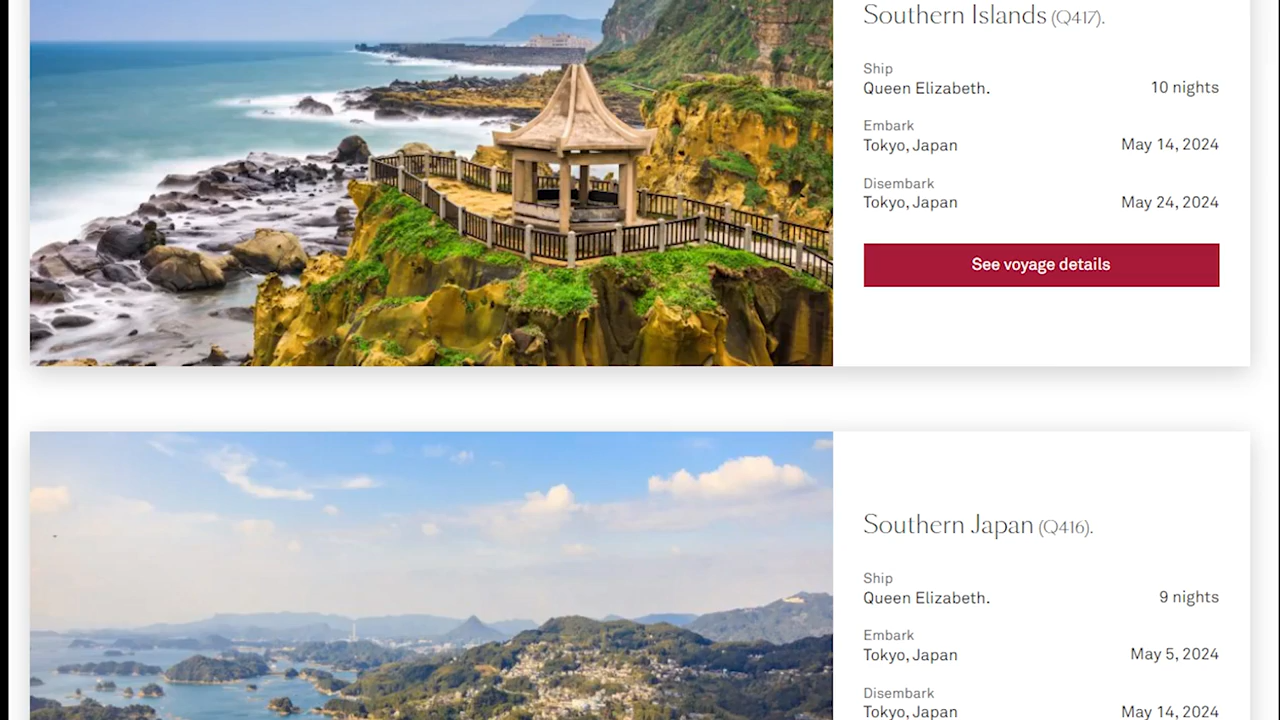 Southern Islands (Q417).
Ship
Queen Elizabeth. 10 nights
Embark
Tokyo, Japan May 14, 2024
Disembark
Tokyo, Japan May 24, 2024
See voyage details
Southern Japan (Q416).
Ship
Queen Elizabeth. 9 nights
Embark
Tokyo, Japan May 5, 2024
Disembark
Tokyo, Japan May 14, 2024